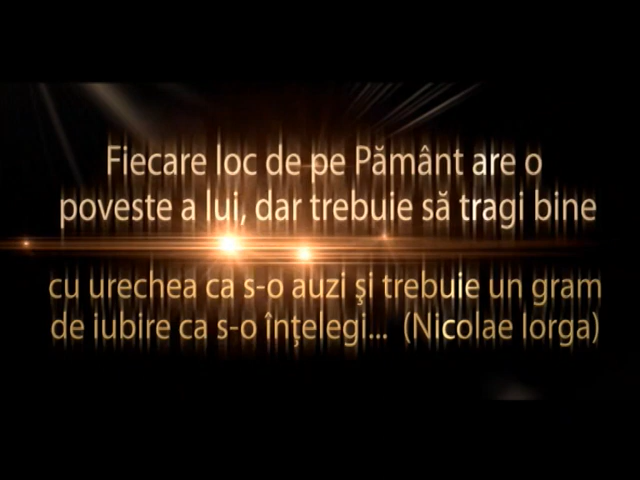 Fiecare loc de pe Pământ are o
poveste a lui, dar trebuie să tragi bine
cu urechea ca s-o auzi şi trebuie un gram
de iubire ca s-o înţelegi... (Nicolae Iorga)